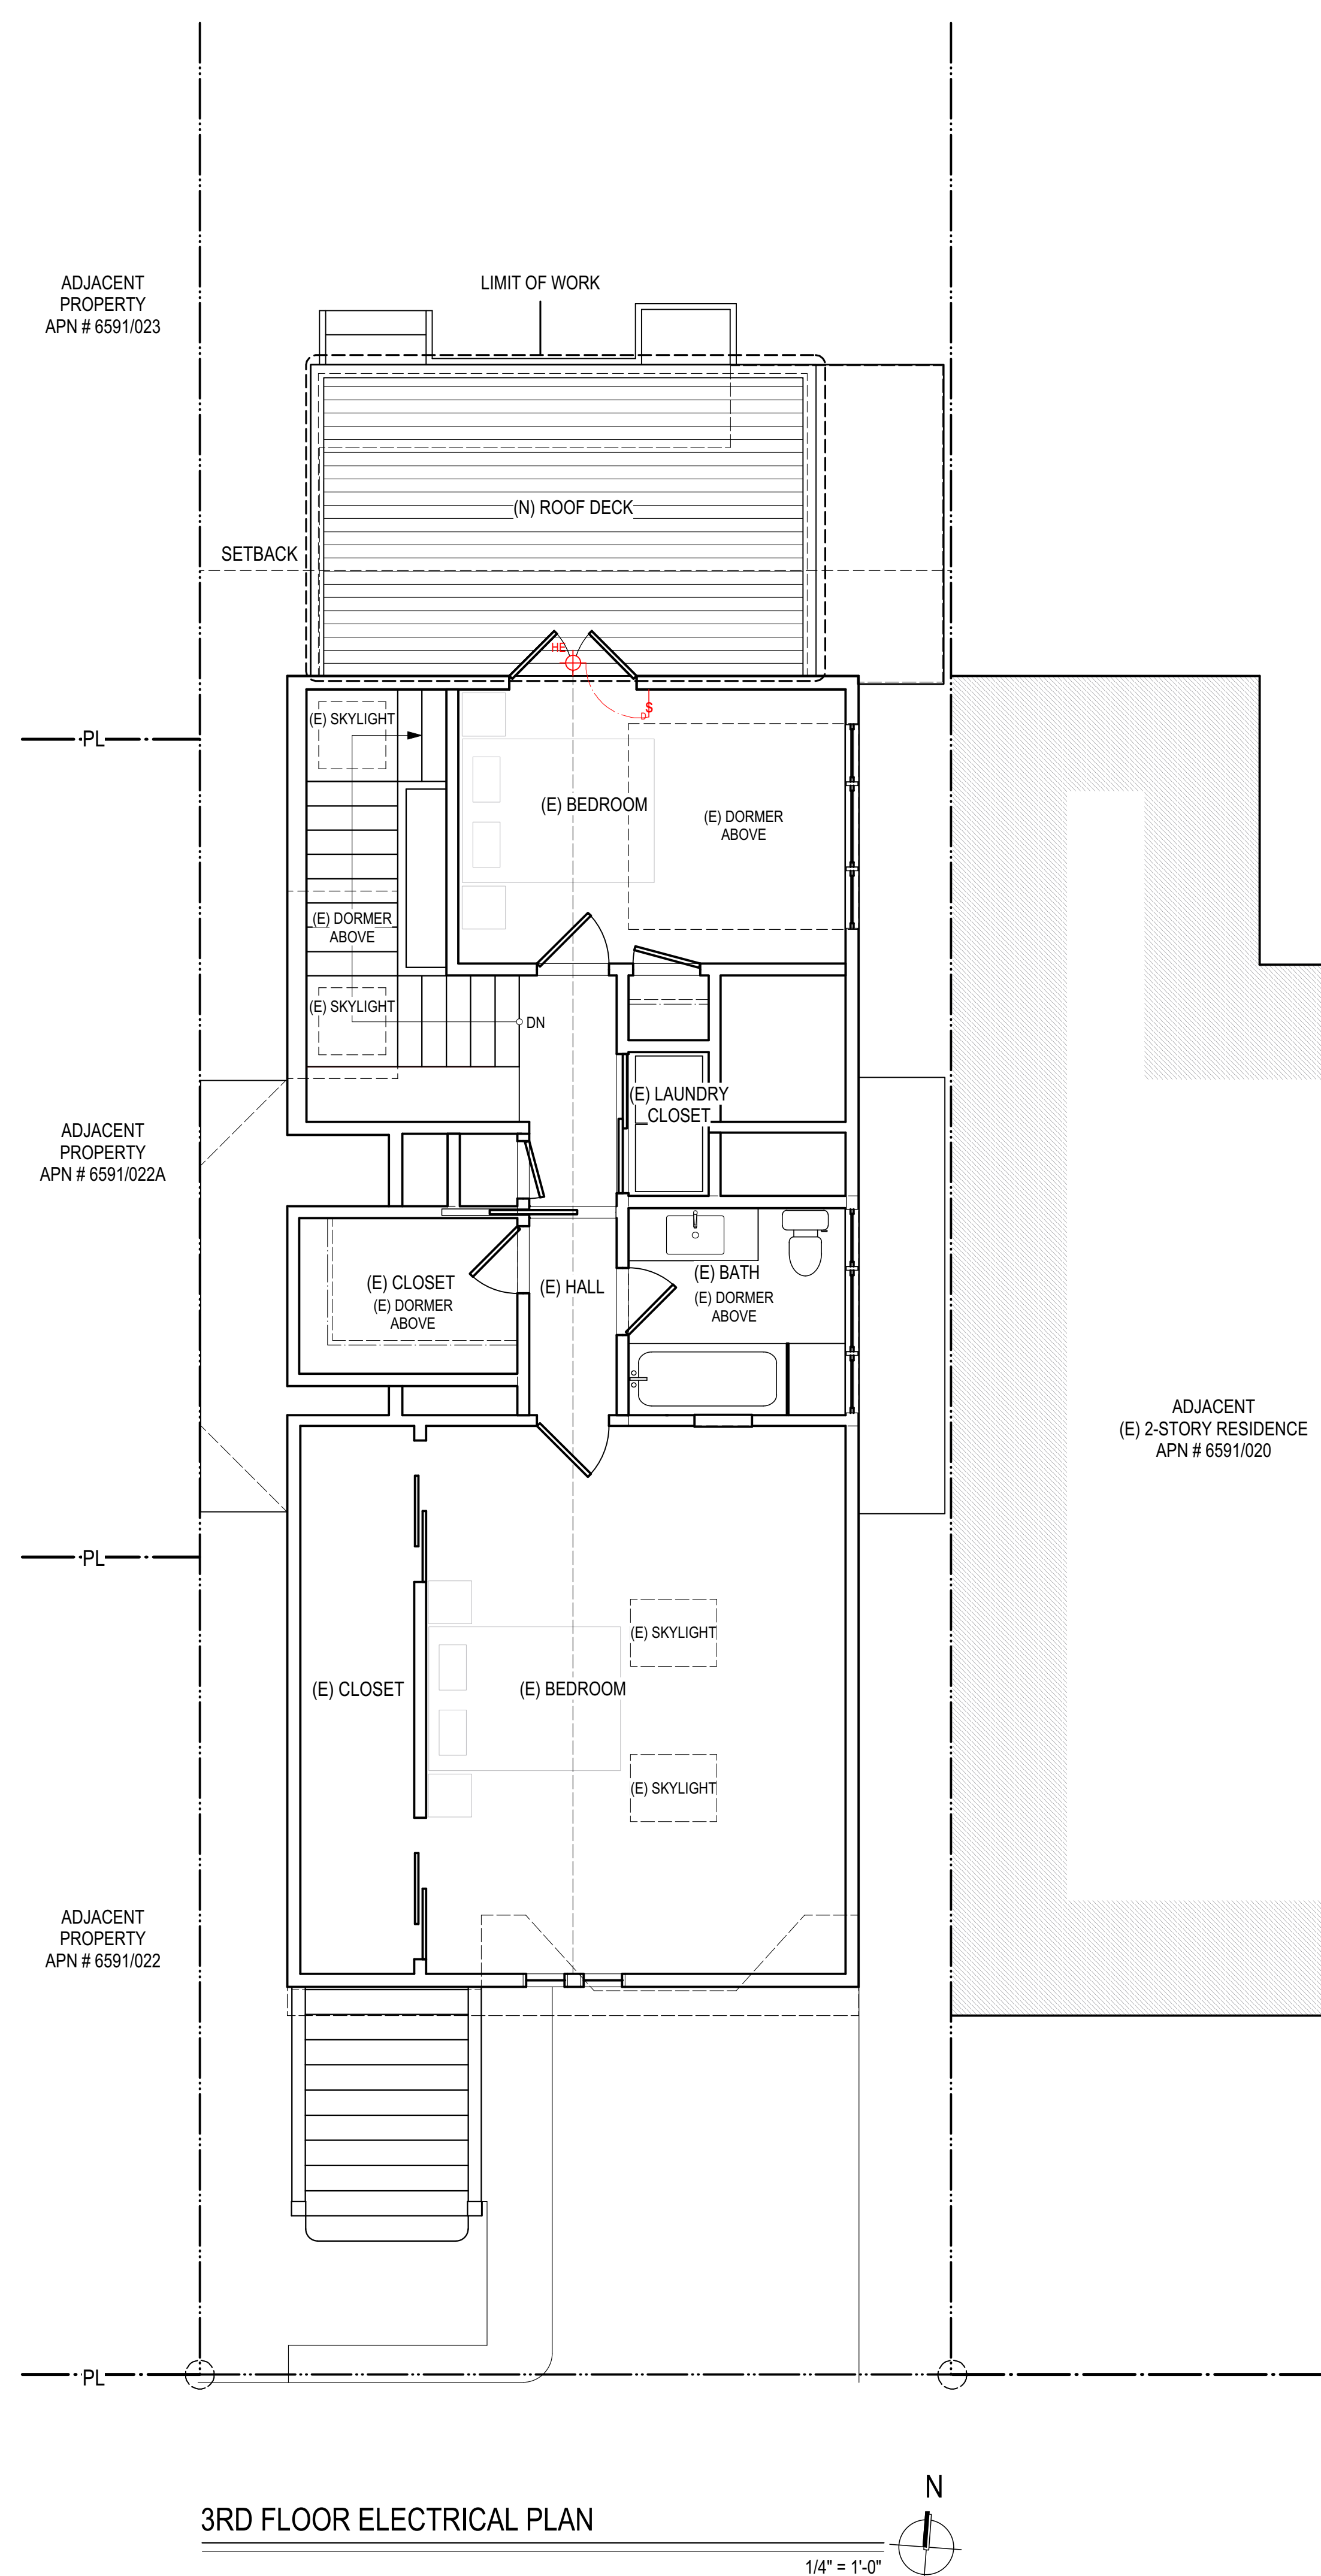 ADJACENT
PROPERTY
APN # 6591/023
LIMIT OF WORK
(N) ROOF DECK
SETBACK
HE
$
D
(E) SKYLIGHT
PL
(E) BEDROOM
(E) DORMER
ABOVE
(E) DORMER
ABOVE
(E) SKYLIGHT
DN
(E) LAUNDRY
CLOSET
ADJACENT
PROPERTY
APN # 6591/022A
(E) CLOSET
(E) DORMER
ABOVE
(E) HALL
(E) BATH
(E) DORMER
ABOVE
ADJACENT
(E) 2-STORY RESIDENCE
APN # 6591/020
PL
(E) SKYLIGHT
(E) CLOSET
(E) BEDROOM
(E) SKYLIGHT
ADJACENT
PROPERTY
APN # 6591/022
PL
N
3RD FLOOR ELECTRICAL PLAN
1/4" = 1'-0"